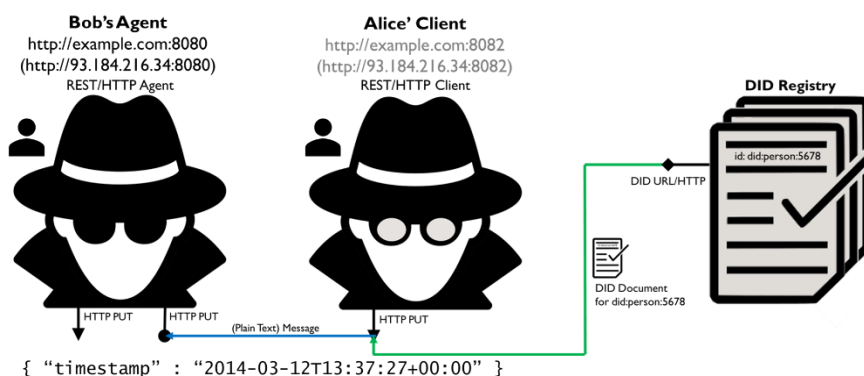 Bob's Agent
http://example.com:8080
(http://93.184.216.34:8080)
REST/HTTP Agent
Alice' Client
http://example.com:8082
(http://93.184.216.34:8082)
REST/HTTP Client
DID Registry
id: did:person:5678
DID URL/HTTP
DID Document
for did:person:5678
HTTP PUT
HTTP PUT
HTTP PUT
(Plain Text) Message
{ “timestamp” : “2014-03-12T13:37:27+00:00” }